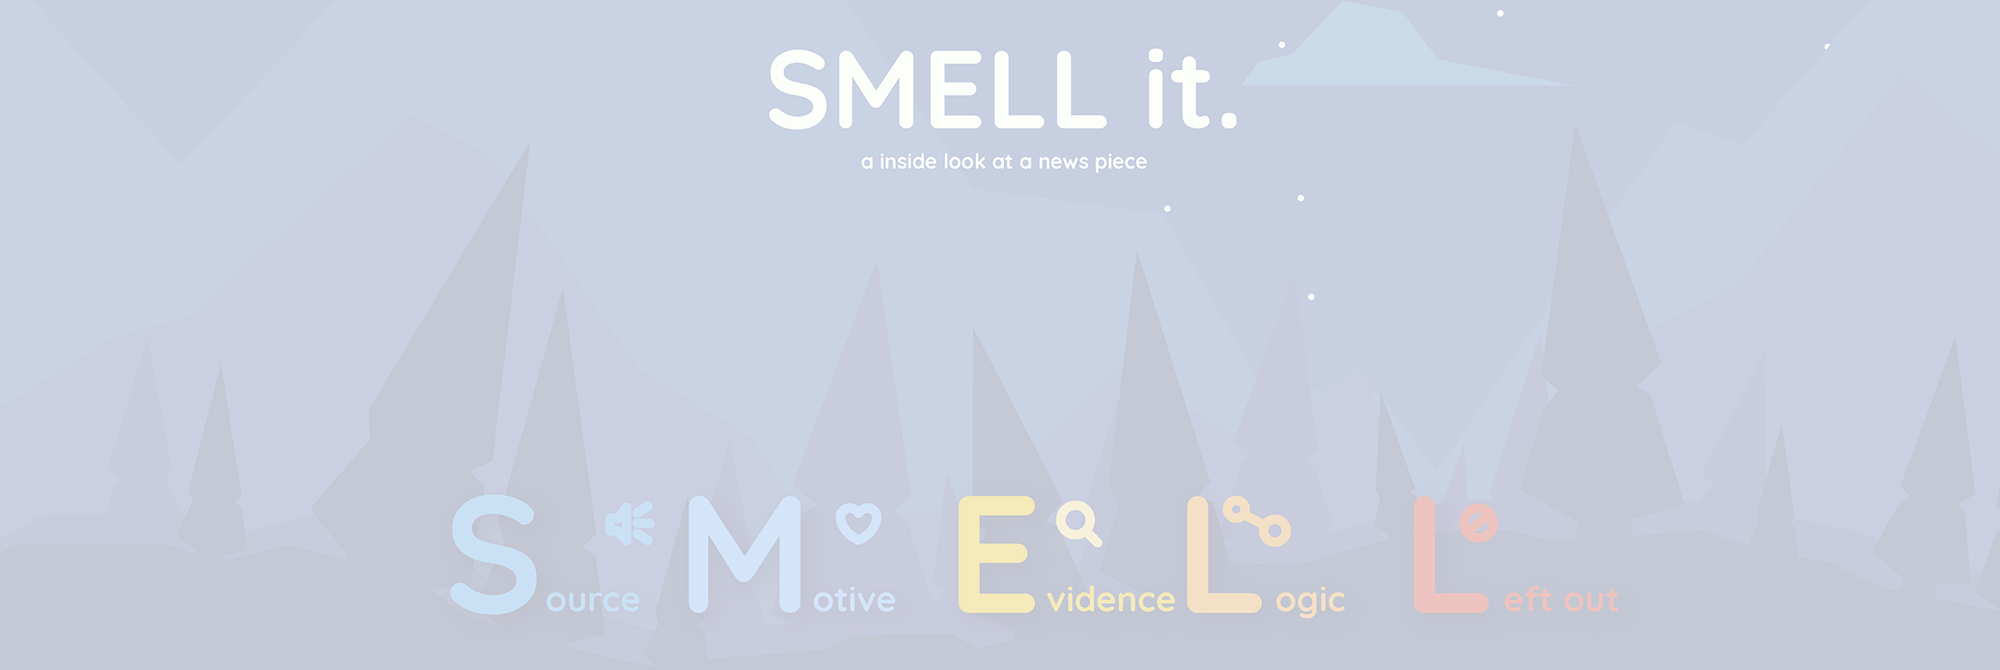 SMELL it.
a inside look at a news piece
Source Motive Evidence Logic Left out